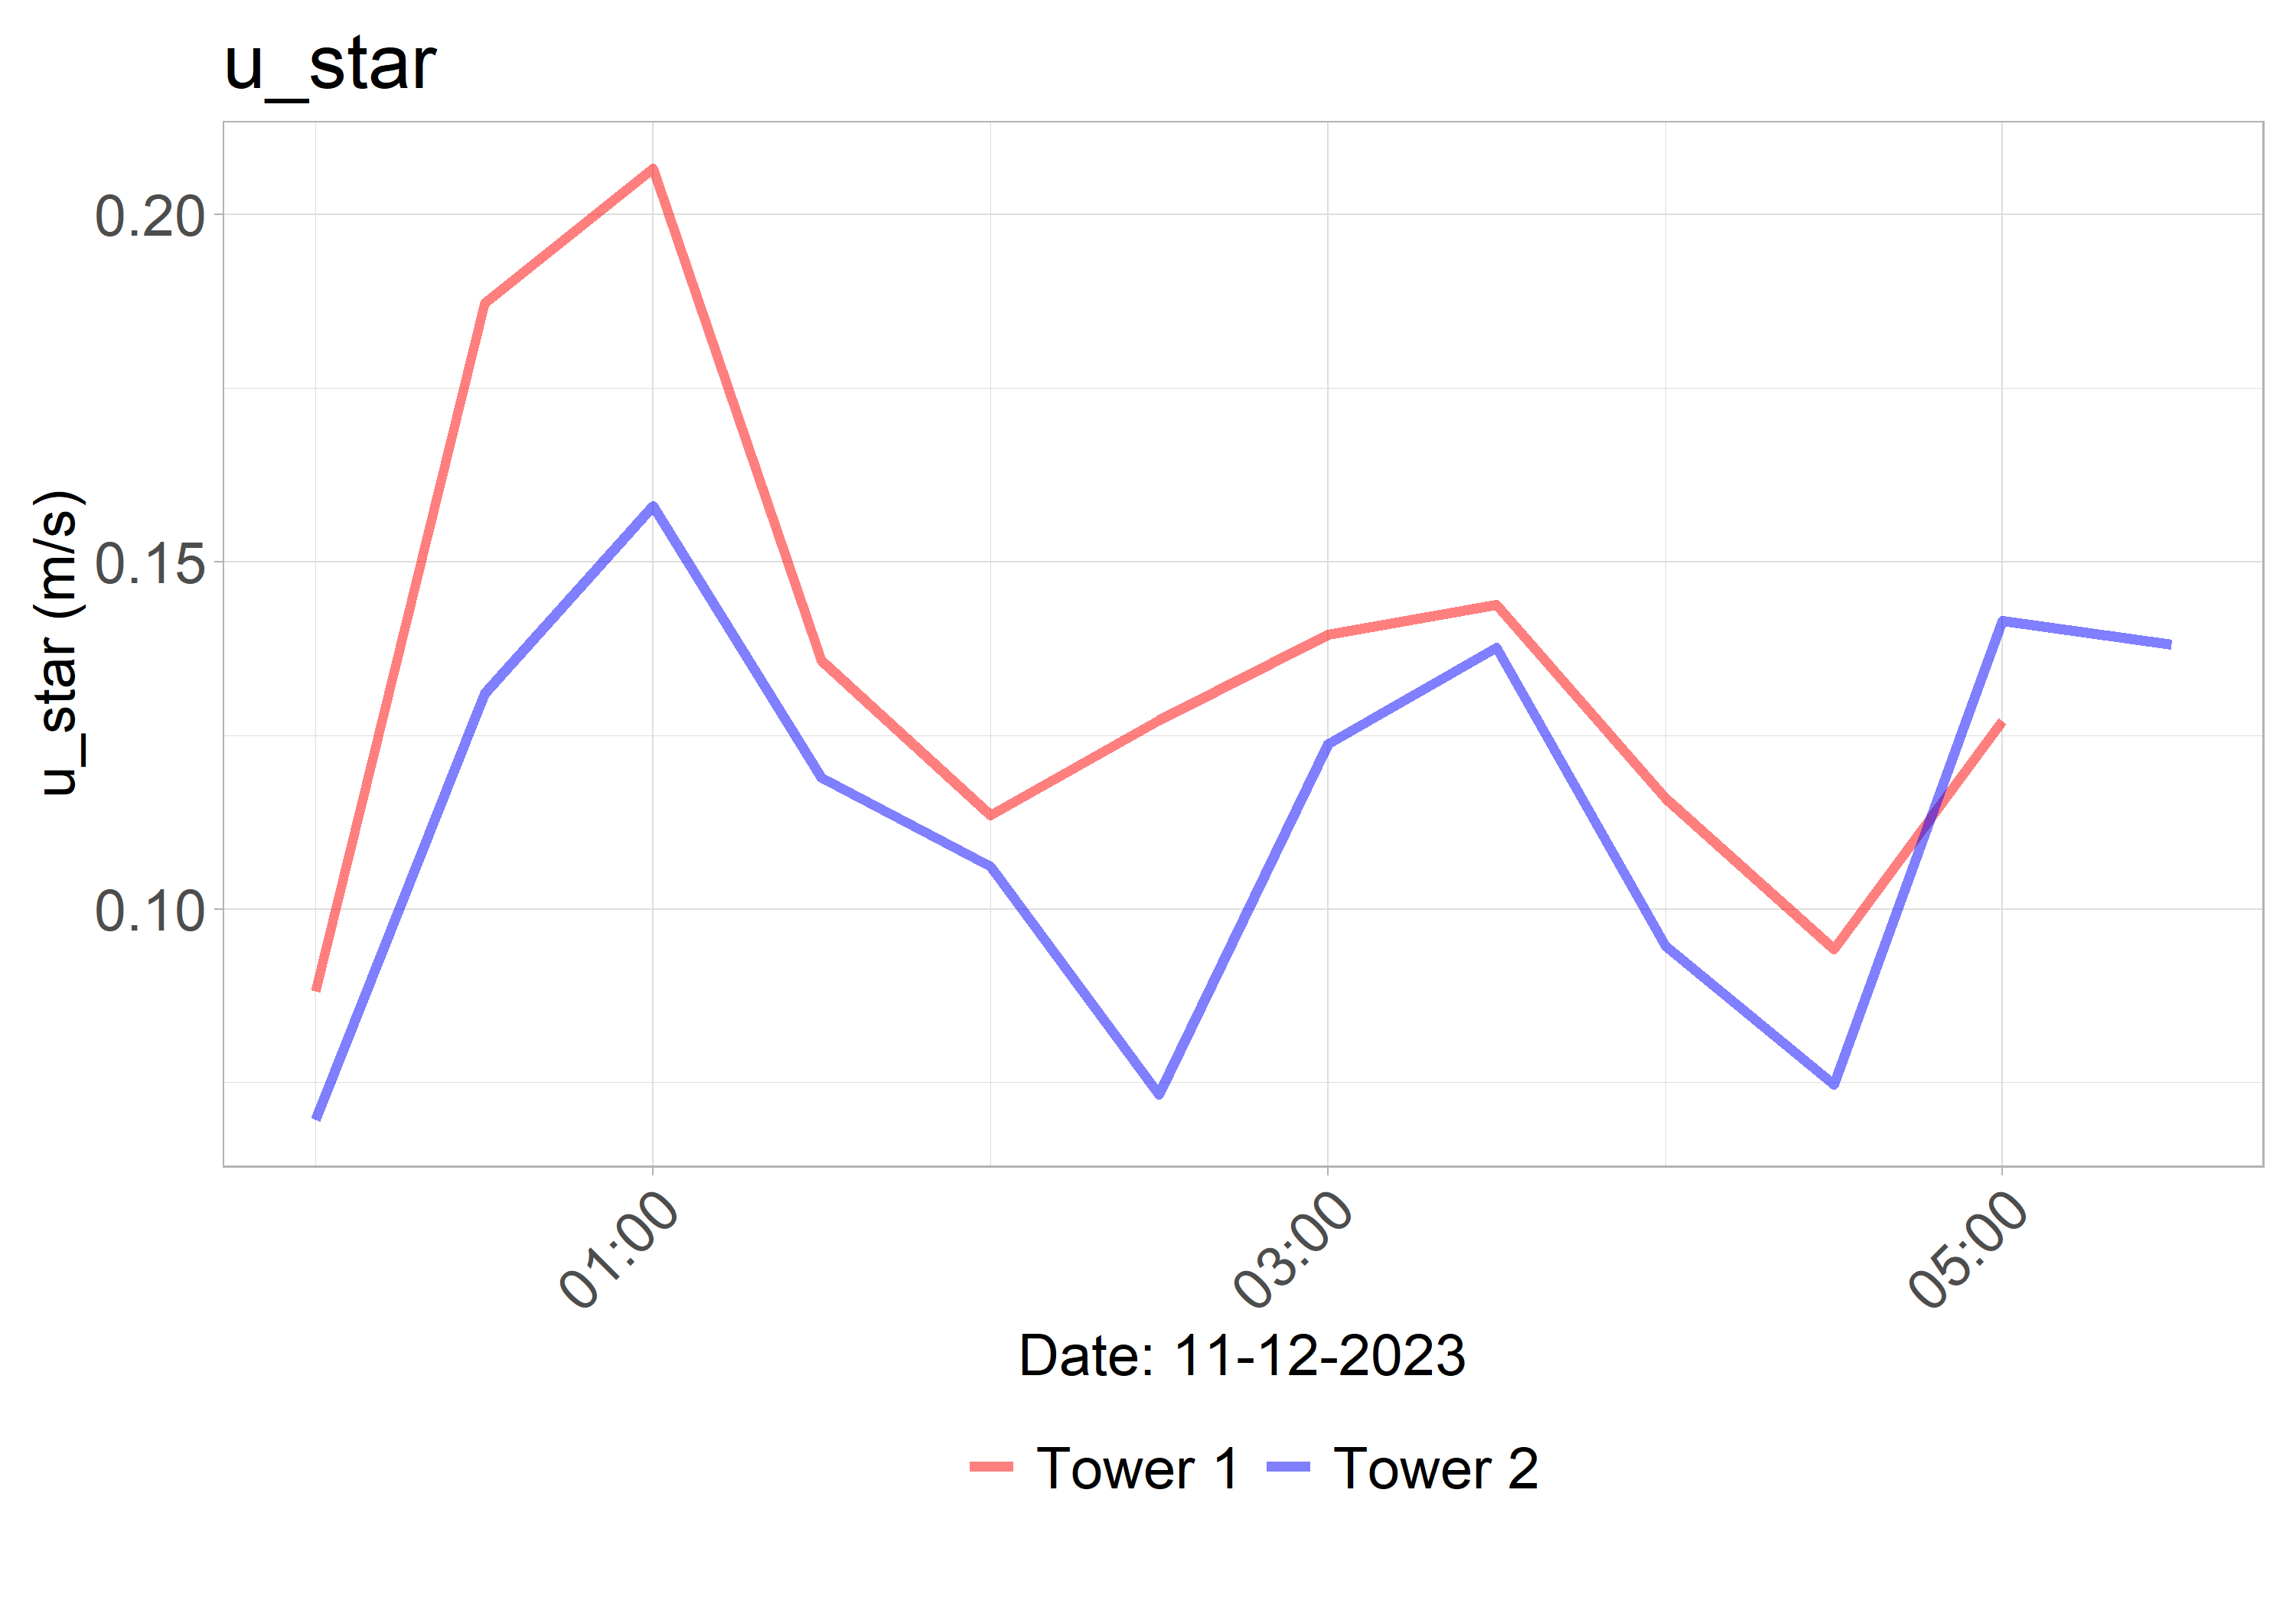 u_star
u_star (m/s)
0.20
0.15
0.10
01:00
03:00
05:00
Date: 11-12-2023
Tower 1
Tower 2